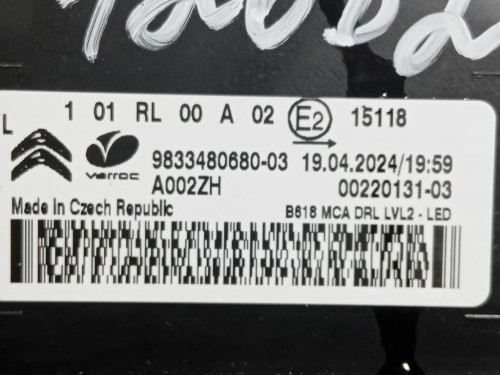 L 1 01 RL 00 A 02 E2 15118
varroc
9833480680-03 19.04.2024/19:59
A002ZH 00220131-03
Made in Czech Republic B618 MCA DRL LVL2 - LED